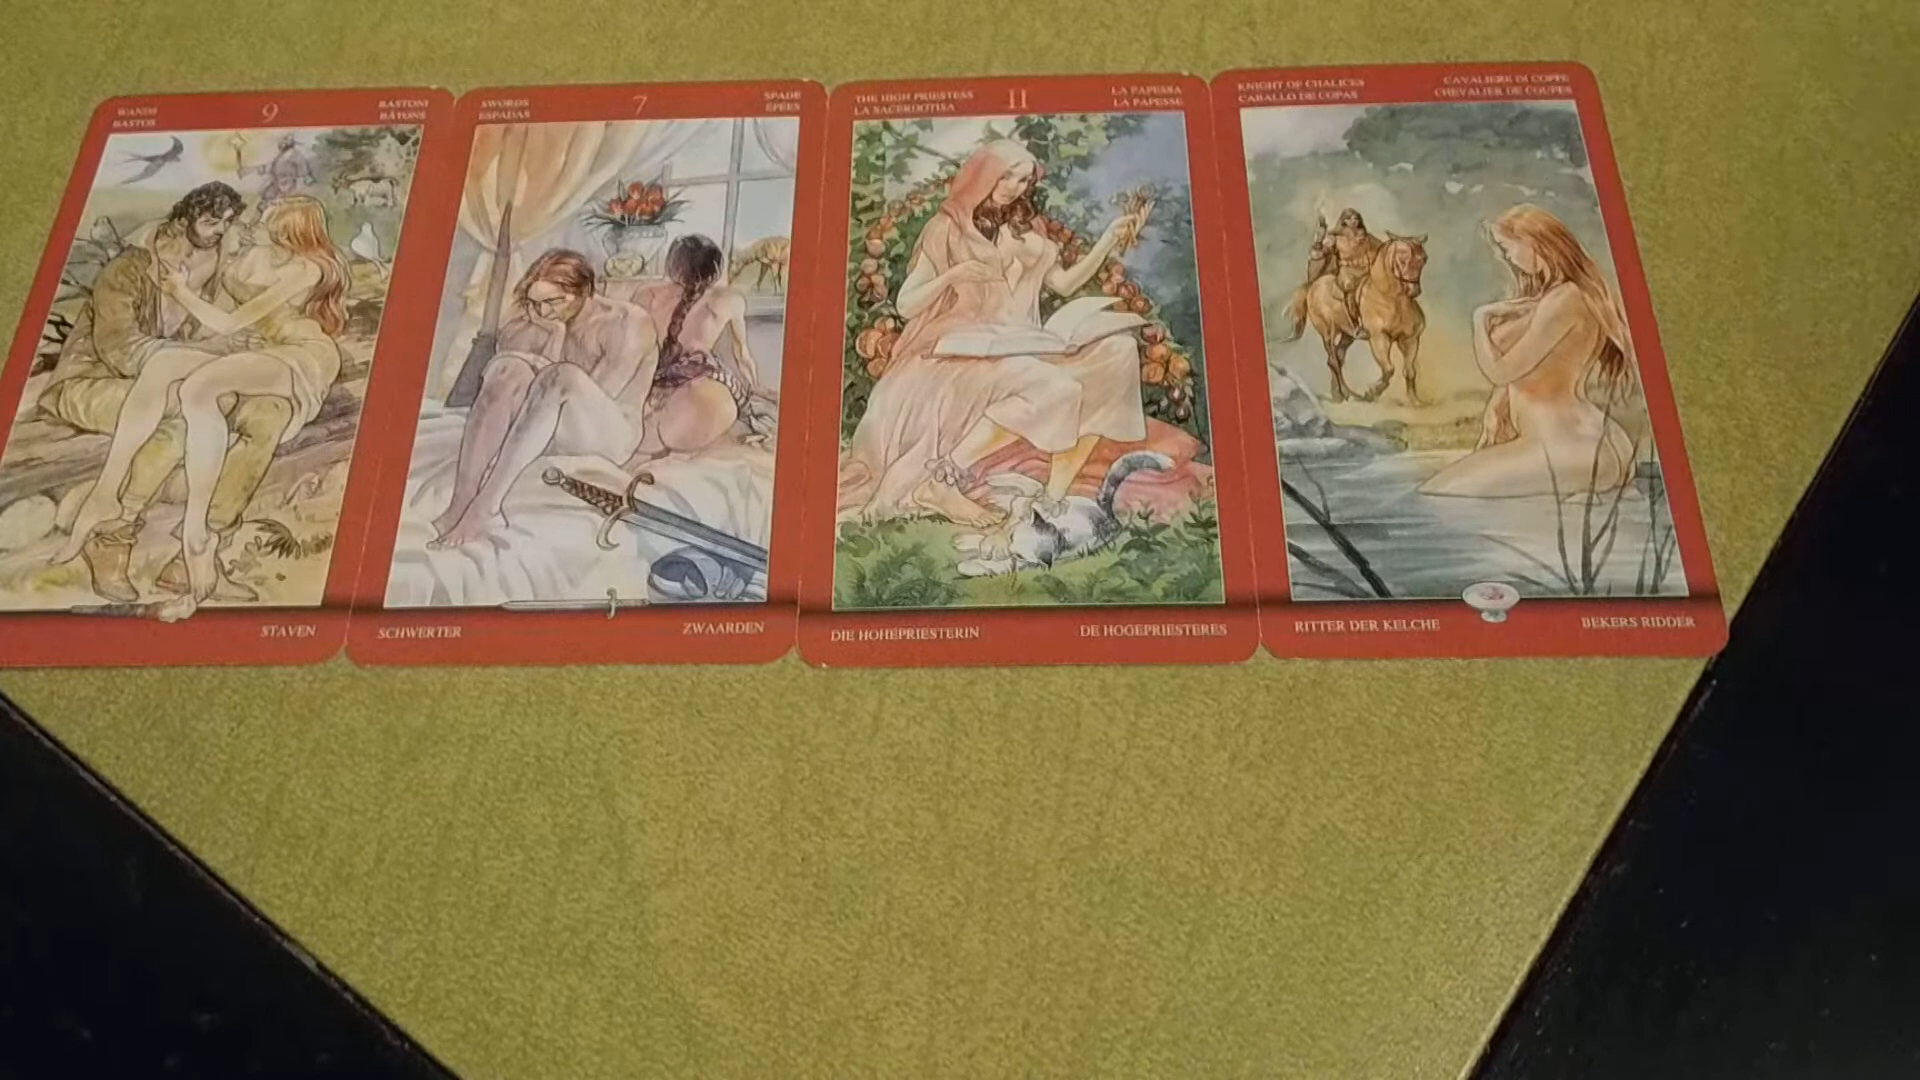 WANDS
BASTOS
9
BASTONI
BÂTONS
STAVEN
SWORDS
ESPADAS
7
SPADE
ÉPÉES
SCHWERTER
ZWAARDEN
THE HIGH PRIESTESS
LA SACERDOTISA
II
LA PAPESSA
LA PAPESSE
DIE HOHEPRIESTERIN
DE HOGEPRIESTERES
KNIGHT OF CHALICES
CABALLO DE COPAS
CAVALIERE DI COPPE
CHEVALIER DE COUPES
RITTER DER KELCHE
BEKERS RIDDER